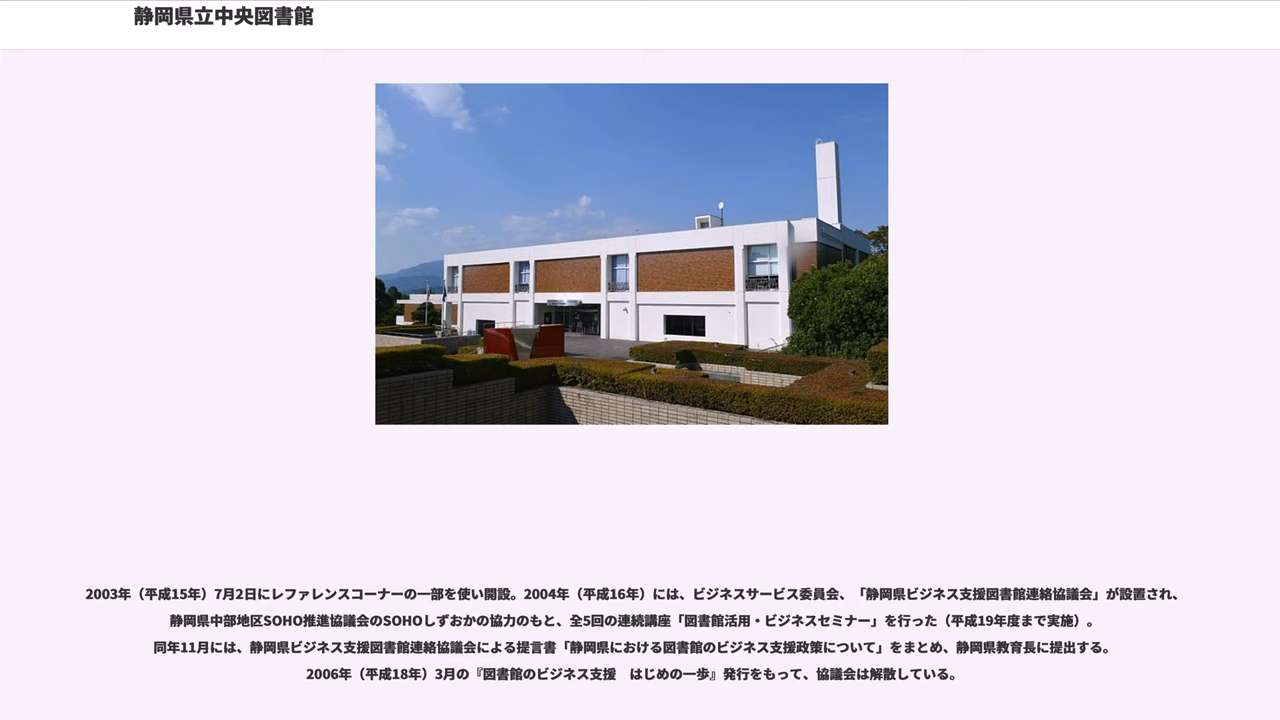 静岡県立中央図書館
2003年（平成15年）7月2日にレファレンスコーナーの一部を使い開設。2004年（平成16年）には、ビジネスサービス委員会、「静岡県ビジネス支援図書館連絡協議会」が設置され、
静岡県中部地区SOHO推進協議会のSOHOしずおかの協力のもと、全5回の連続講座「図書館活用・ビジネスセミナー」を行った（平成19年度まで実施）。
同年11月には、静岡県ビジネス支援図書館連絡協議会による提言書「静岡県における図書館のビジネス支援政策について」をまとめ、静岡県教育長に提出する。
2006年（平成18年）3月の『図書館のビジネス支援　はじめの一歩』発行をもって、協議会は解散している。